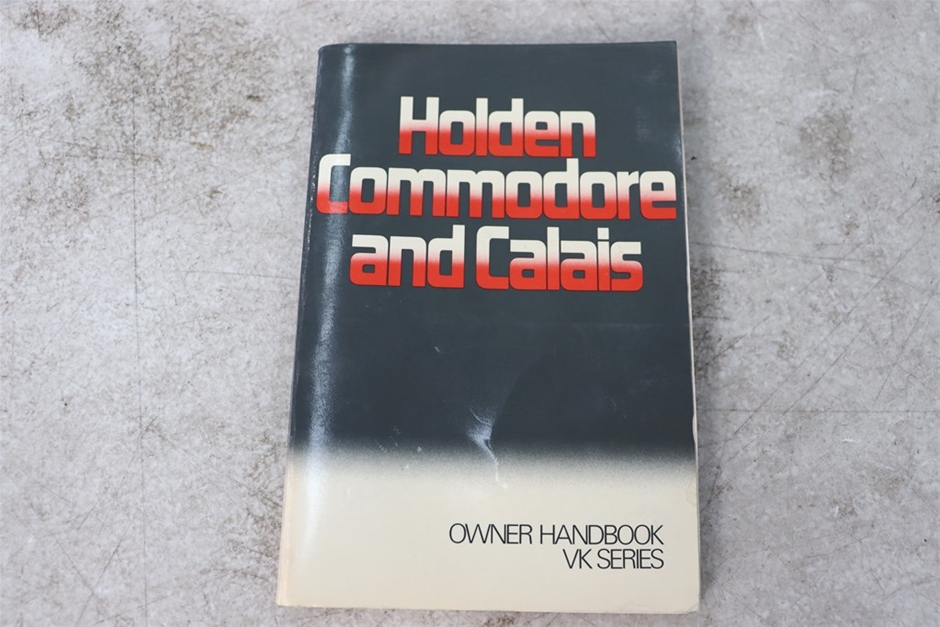 Holden
Commodore
and Calais
OWNER HANDBOOK
VK SERIES